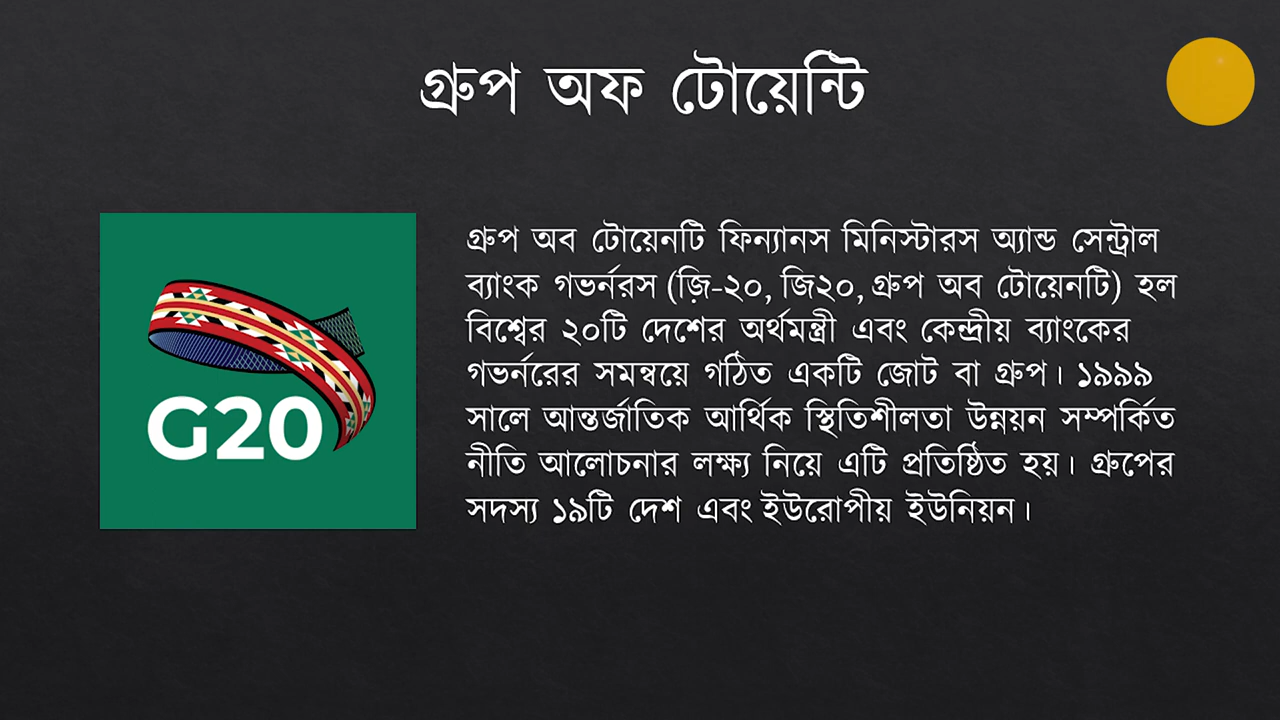 গ্রুপ অফ টোয়েন্টি
গ্রুপ অব টোয়েনটি ফিন্যানস মিনিস্টারস অ্যান্ড সেন্ট্রাল
ব্যাংক গভর্নরস (জ়ি-২০, জি২০, গ্রুপ অব টোয়েনটি) হল
বিশ্বের ২০টি দেশের অর্থমন্ত্রী এবং কেন্দ্রীয় ব্যাংকের
গভর্নরের সমন্বয়ে গঠিত একটি জোট বা গ্রুপ। ১৯৯৯
সালে আন্তর্জাতিক আর্থিক স্থিতিশীলতা উন্নয়ন সম্পর্কিত
নীতি আলোচনার লক্ষ্য নিয়ে এটি প্রতিষ্ঠিত হয়। গ্রুপের
সদস্য ১৯টি দেশ এবং ইউরোপীয় ইউনিয়ন।
G20